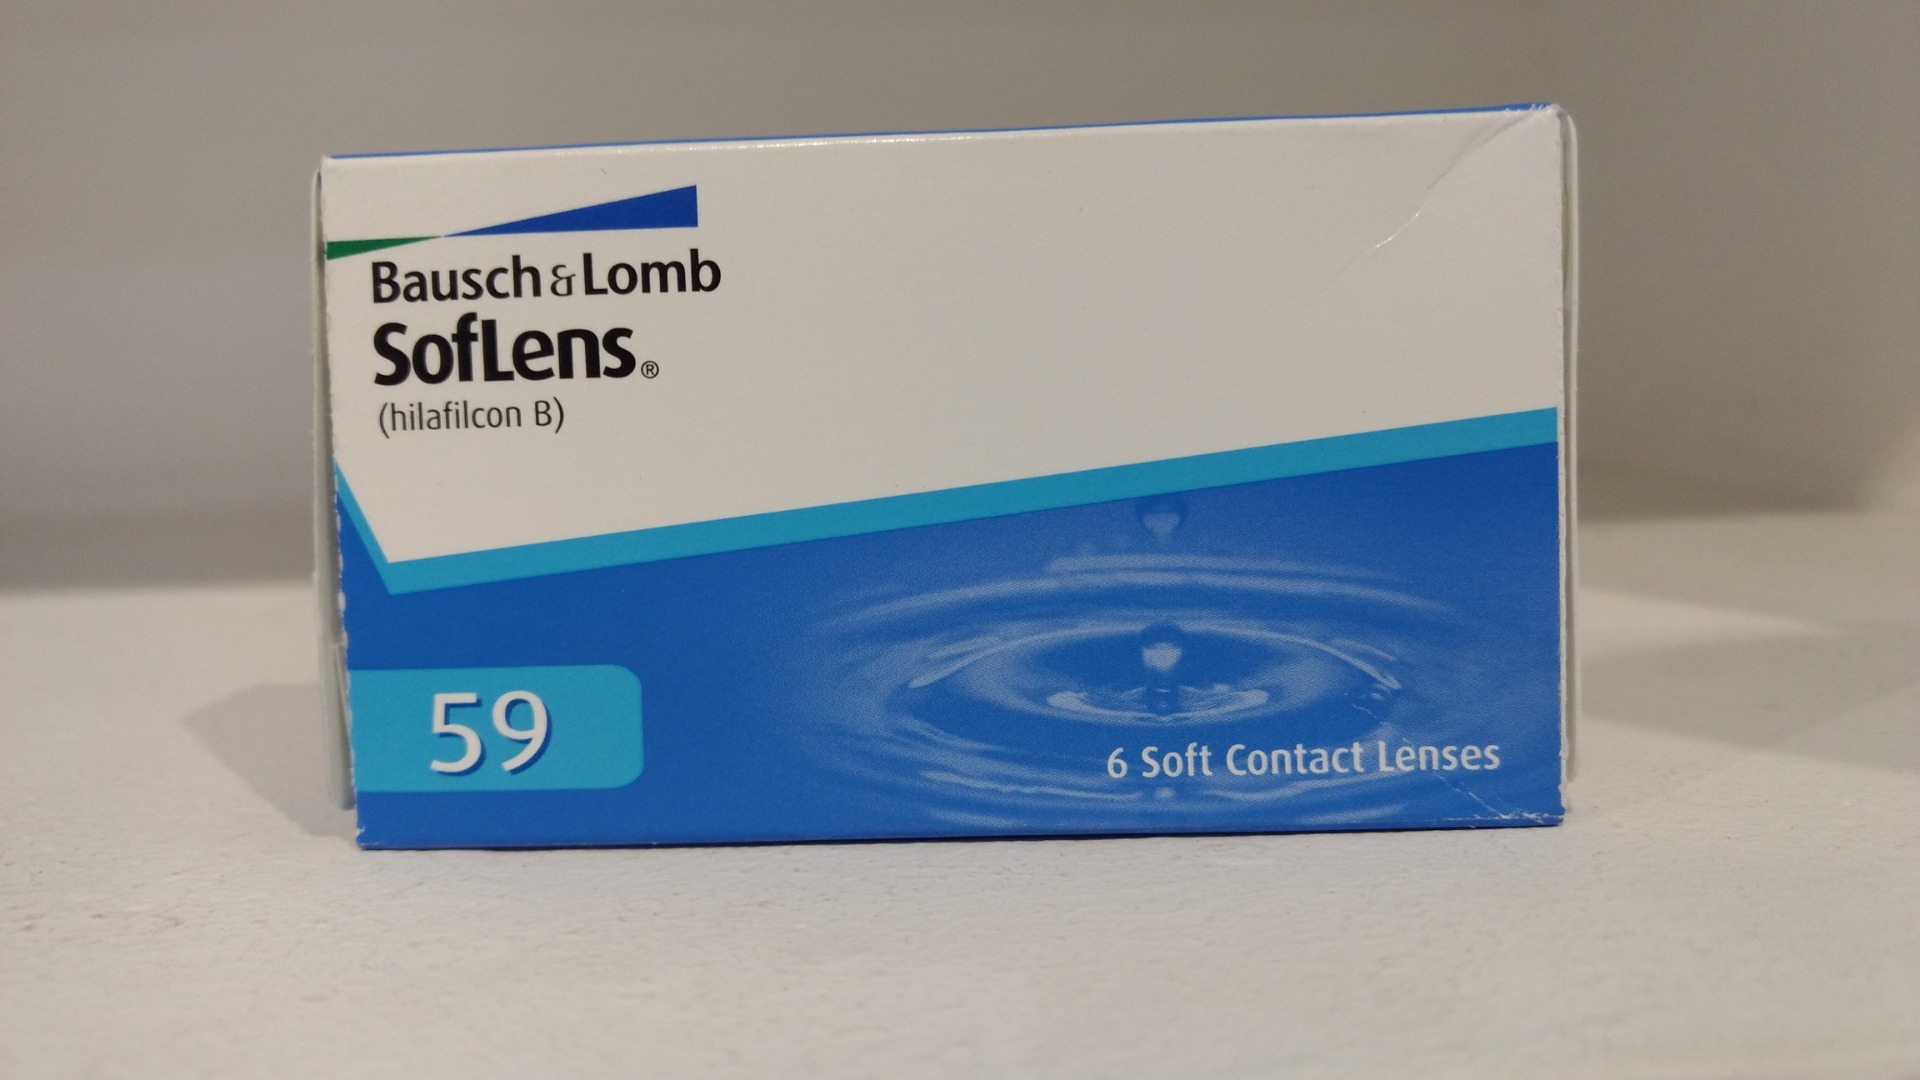 Bausch & Lomb
SofLens®
(hilafilcon B)
59
6 Soft Contact Lenses